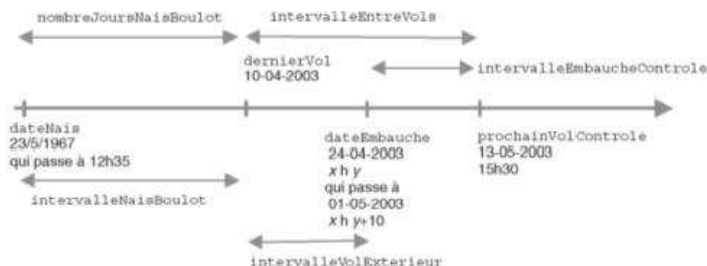 nombreJoursNaisBoulot
intervalleEntreVols
dernierVol
10-04-2003
intervalleEmbaucheControle
dateNais
23/5/1967
qui passe à 12h35
dateEmbauche
24-04-2003
x h y
qui passe à
01-05-2003
x h y+10
prochainVolControle
13-05-2003
15h30
intervalleNaisBoulot
intervalleVolExterieur